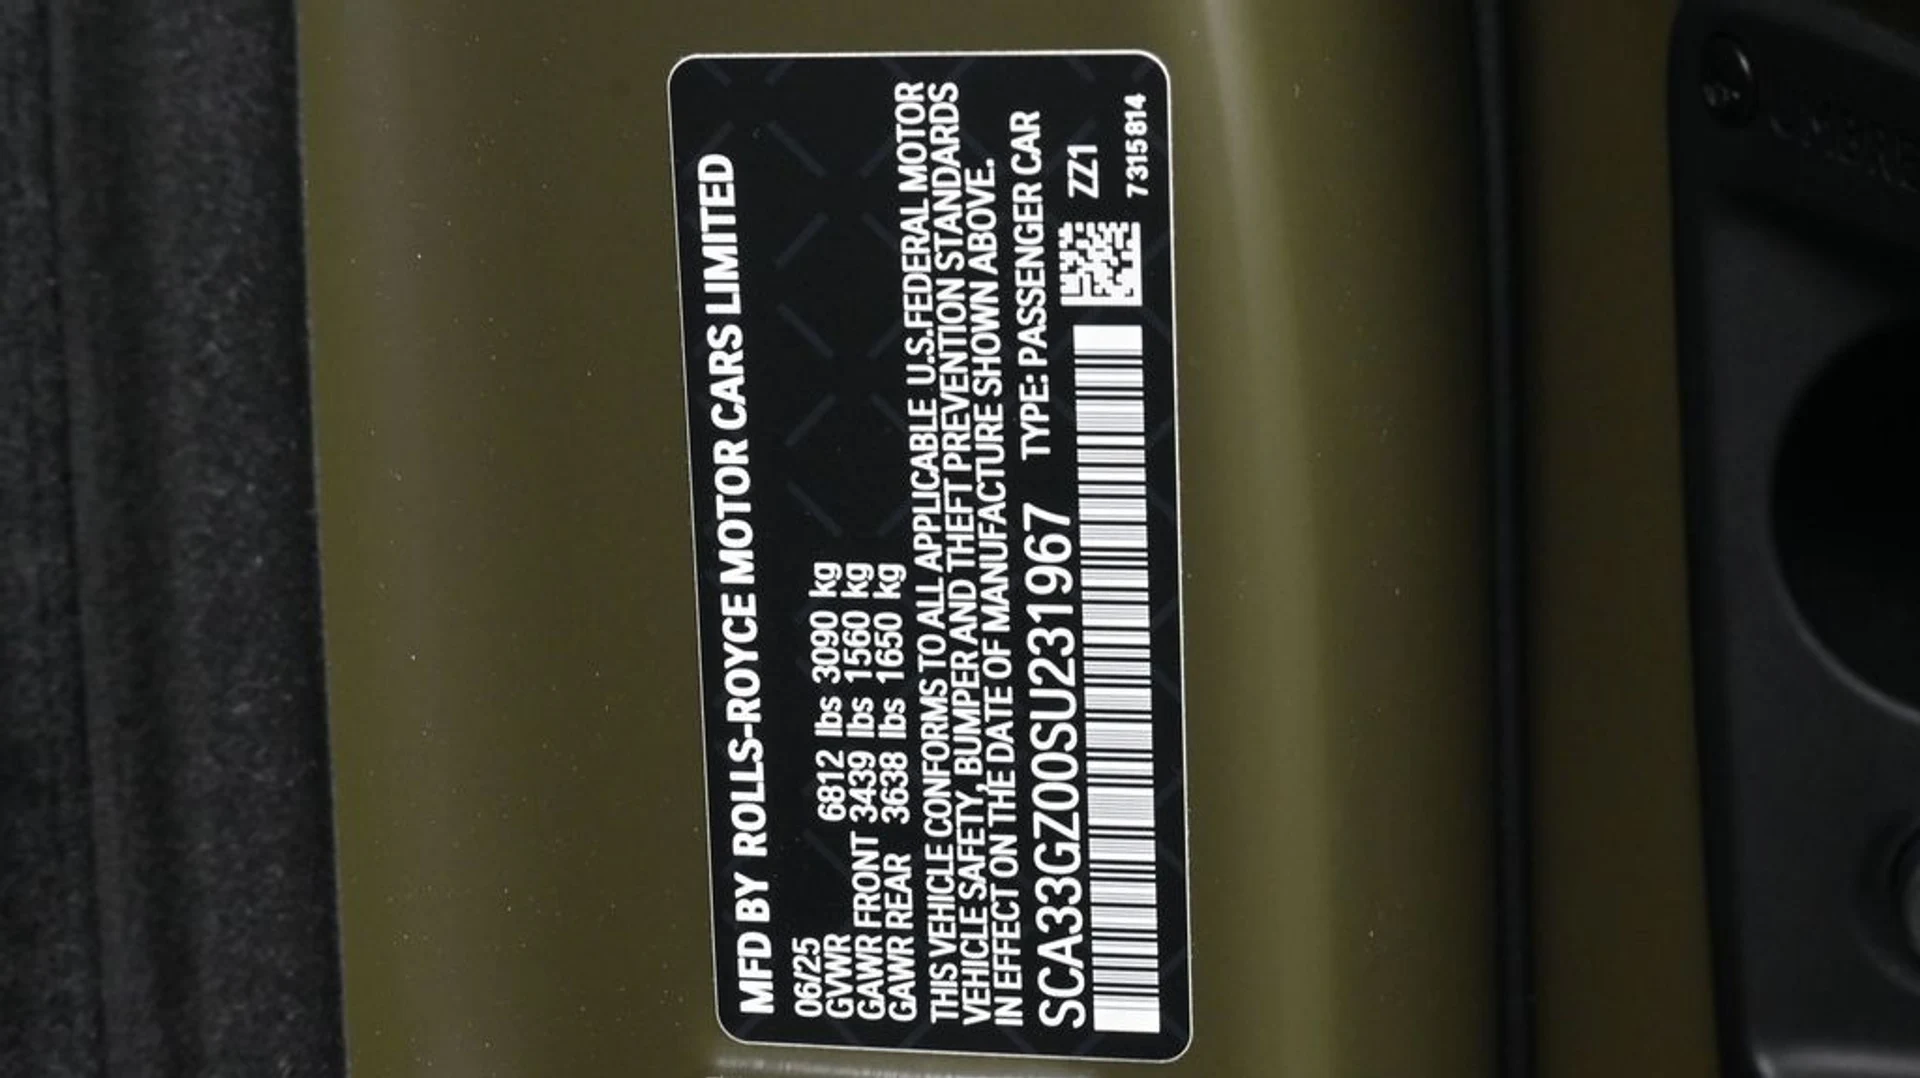 MFD BY ROLLS-ROYCE MOTOR CARS LIMITED
06/25
GVWR 6812 lbs 3090 kg
GAWR FRONT 3439 lbs 1560 kg
GAWR REAR 3638 lbs 1650 kg
THIS VEHICLE CONFORMS TO ALL APPLICABLE U.S.FEDERAL MOTOR
VEHICLE SAFETY, BUMPER AND THEFT PREVENTION STANDARDS
IN EFFECT ON THE DATE OF MANUFACTURE SHOWN ABOVE.
SCA33GZ00SU231967 TYPE: PASSENGER CAR
ZZ1
7315814